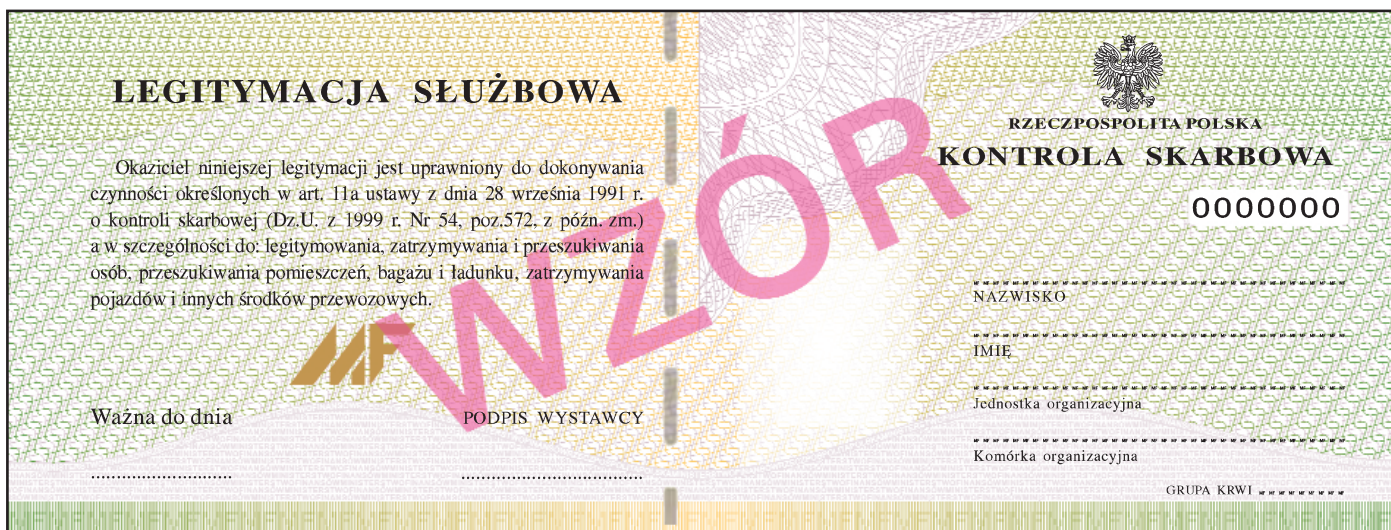 LEGITYMACJA SŁUŻBOWA
Okaziciel niniejszej legitymacji jest uprawniony do dokonywania
czynności określonych w art. 11a ustawy z dnia 28 września 1991 r.
o kontroli skarbowej (Dz.U. z 1999 r. Nr 54, poz.572, z późn. zm.)
a w szczególności do: legitymowania, zatrzymywania i przeszukiwania
osób, przeszukiwania pomieszczeń, bagażu i ładunku, zatrzymywania
pojazdów i innych środków przewozowych.
MF
Ważna do dnia
PODPIS WYSTAWCY
WZÓR
RZECZPOSPOLITA POLSKA
KONTROLA SKARBOWA
0000000
NAZWISKO
IMIĘ
Jednostka organizacyjna
Komórka organizacyjna
GRUPA KRWI